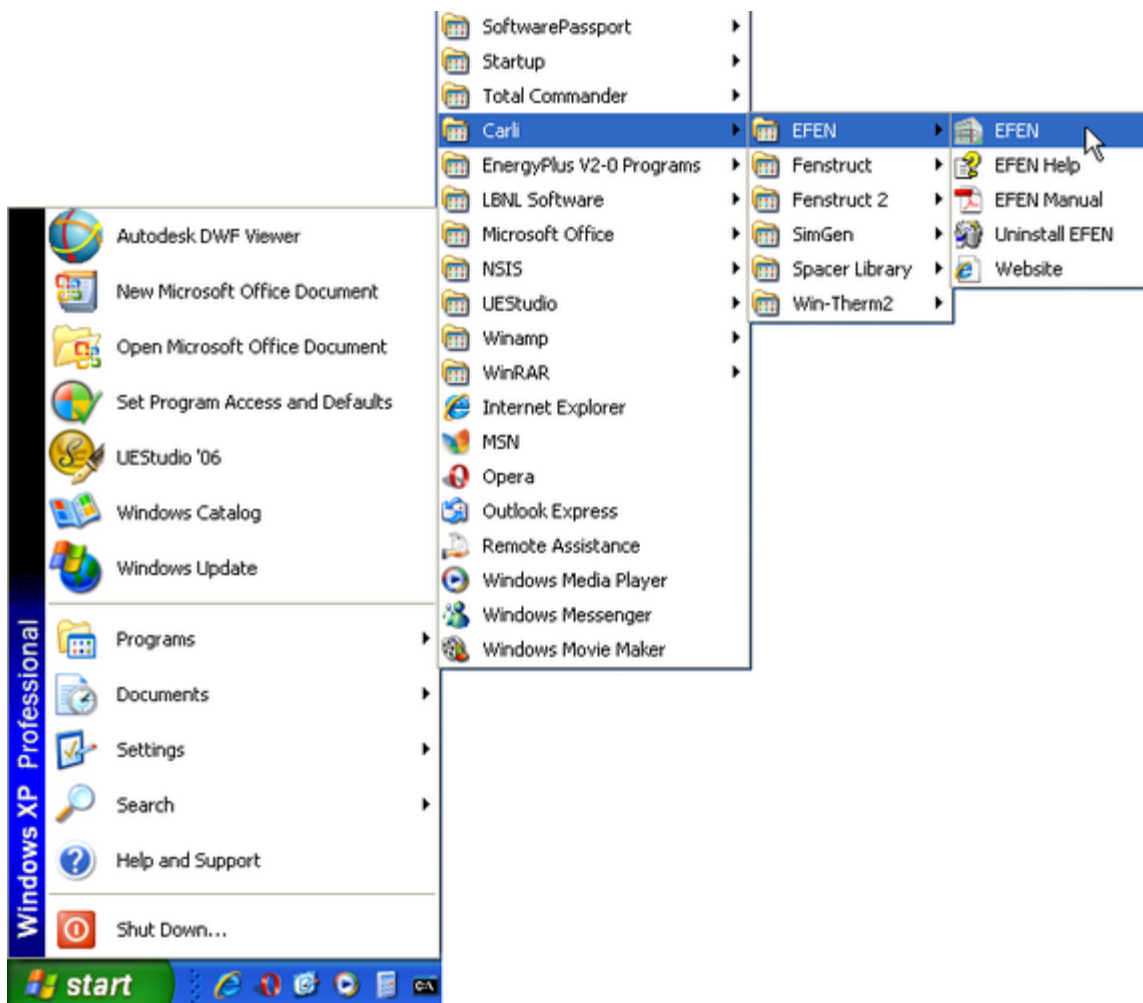 SoftwarePassport
Startup
Total Commander
Carli
EnergyPlus V2-0 Programs
LBNL Software
Microsoft Office
NSIS
UEStudio
Winamp
WinRAR
Internet Explorer
MSN
Opera
Outlook Express
Remote Assistance
Windows Media Player
Windows Messenger
Windows Movie Maker
EFEN
Fenstruct
Fenstruct 2
SimGen
Spacer Library
Win-Therm2
EFEN
EFEN Help
EFEN Manual
Uninstall EFEN
Website
Autodesk DWF Viewer
New Microsoft Office Document
Open Microsoft Office Document
Set Program Access and Defaults
UEStudio '06
Windows Catalog
Windows Update
Programs
Documents
Settings
Search
Help and Support
Shut Down...
Windows XP Professional
start
C:\